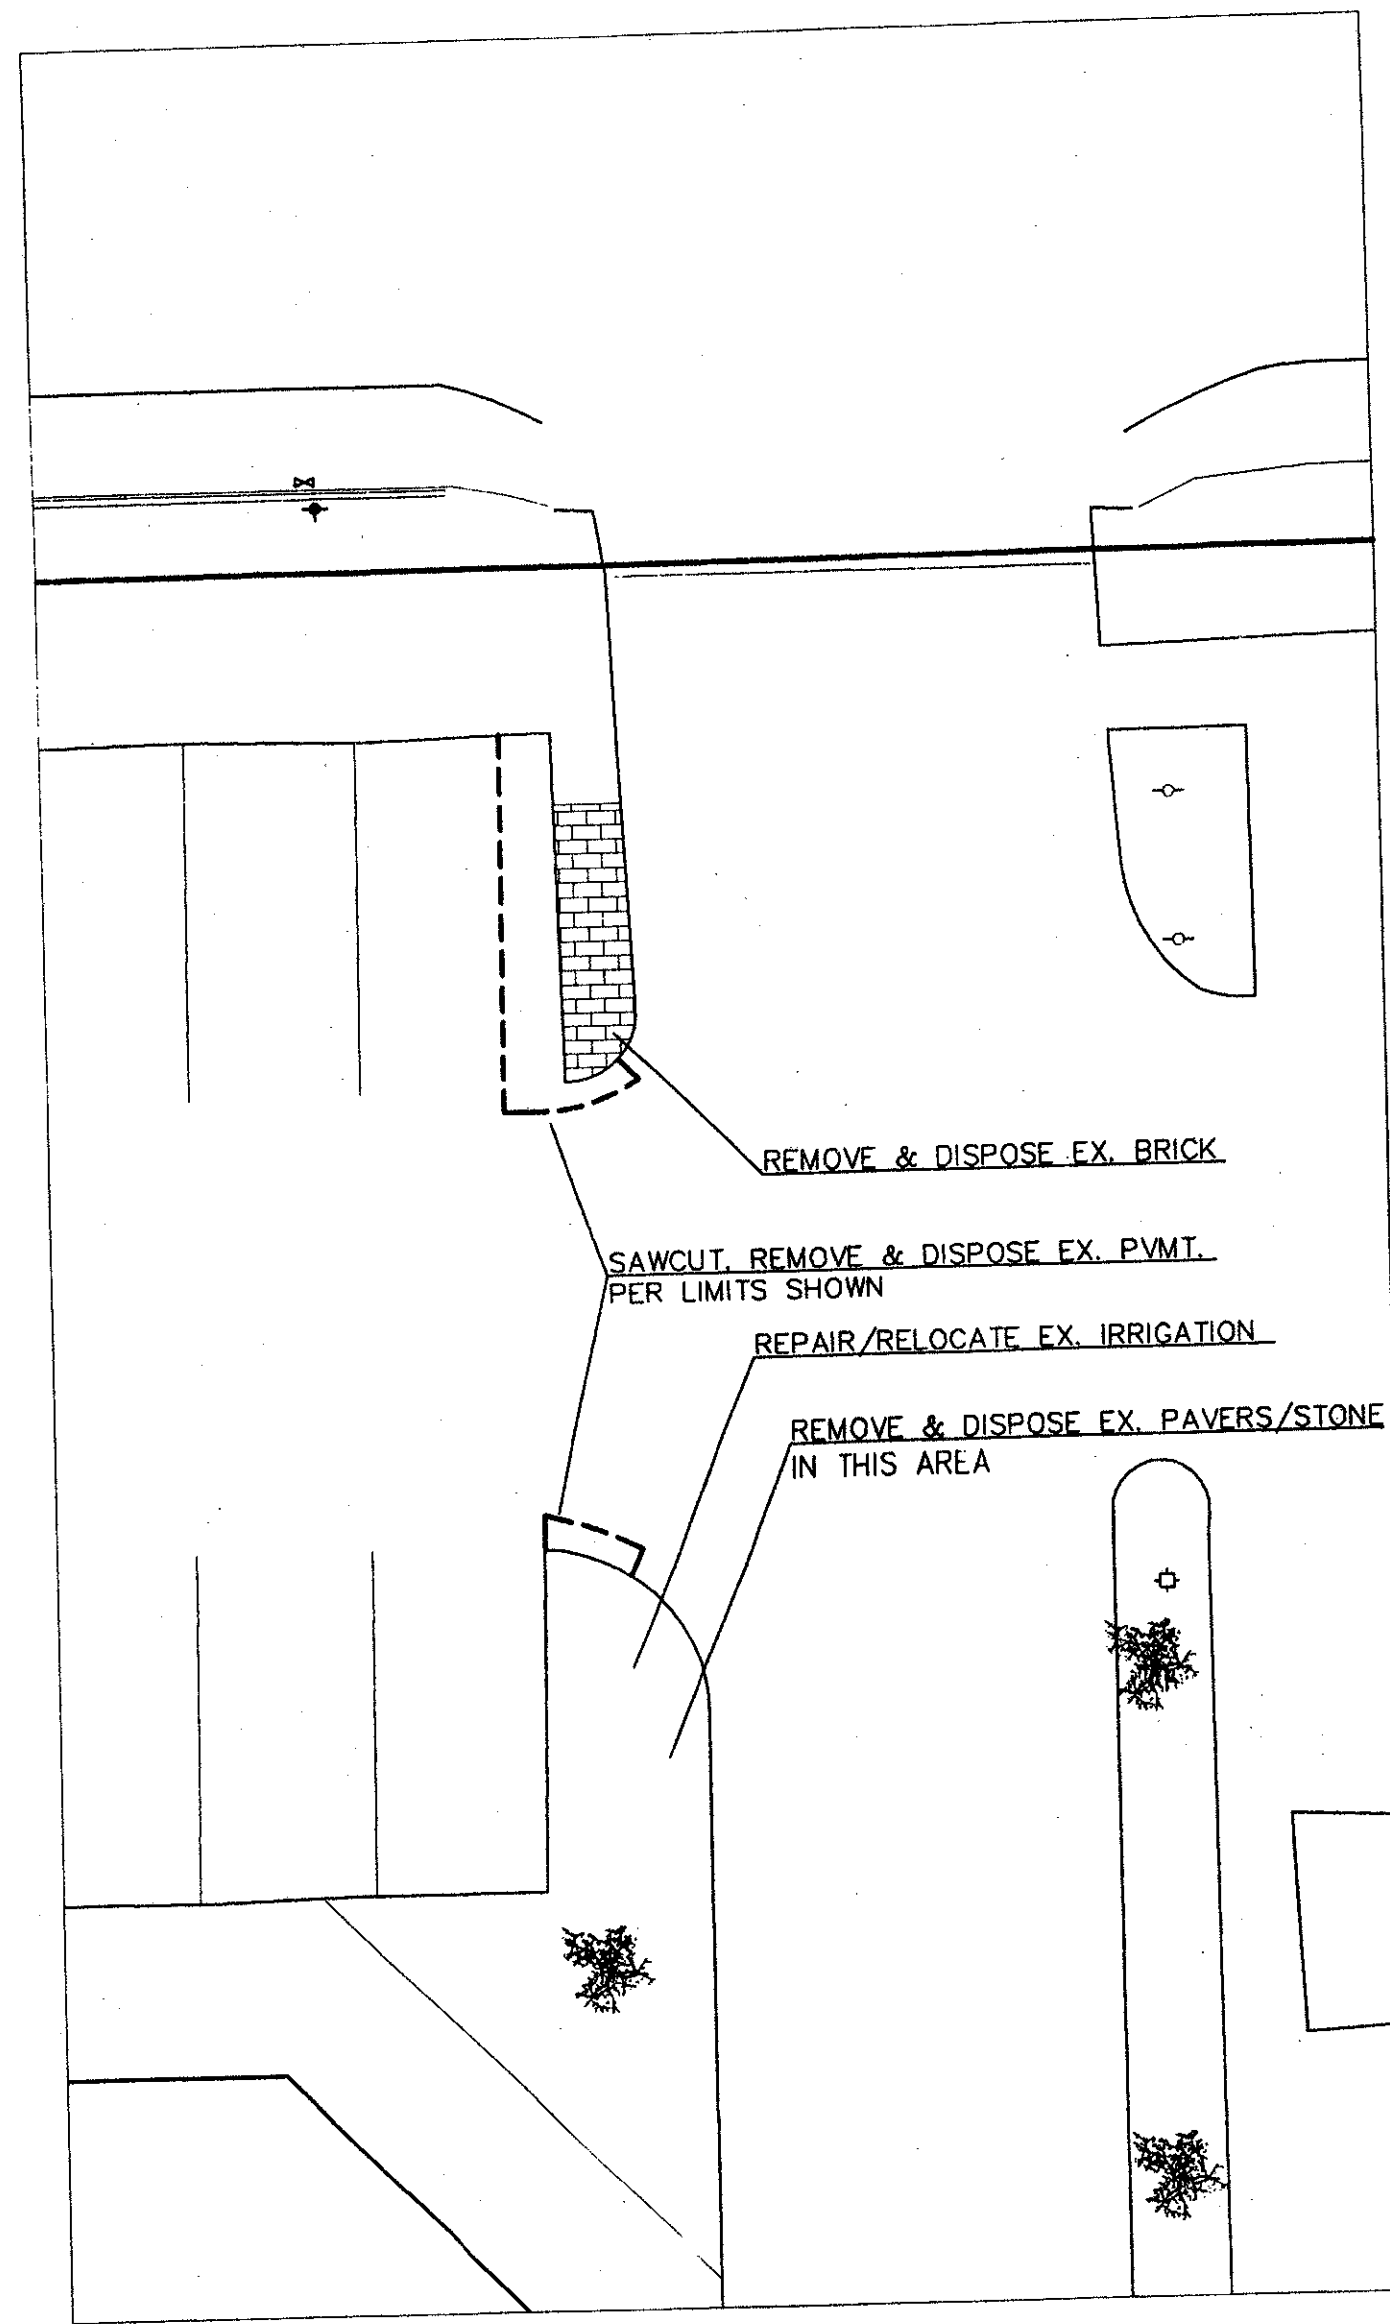 REMOVE & DISPOSE EX. BRICK
SAWCUT, REMOVE & DISPOSE EX. PVMT.
PER LIMITS SHOWN
REPAIR/RELOCATE EX. IRRIGATION
REMOVE & DISPOSE EX. PAVERS/STONE
IN THIS AREA